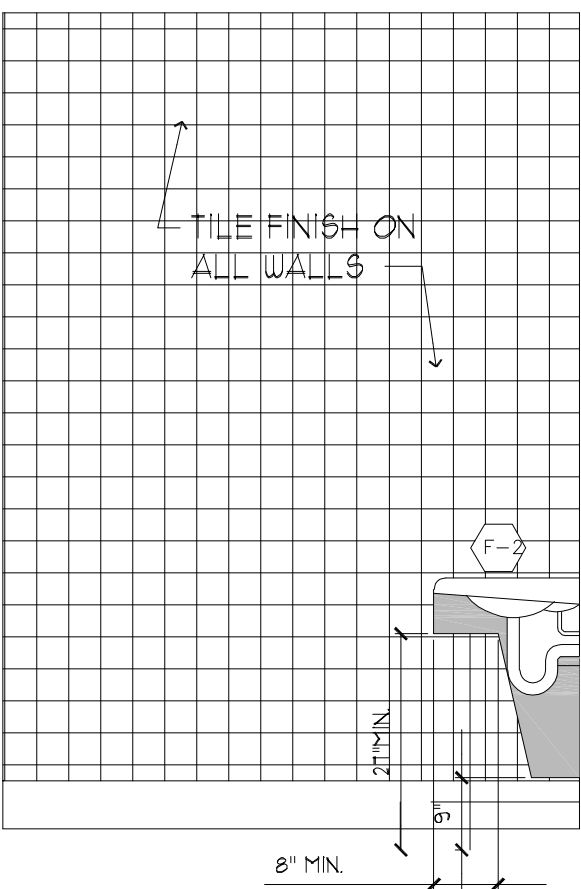 TILE FINISH ON
ALL WALLS
F-2
27"MIN.
9"
8" MIN.